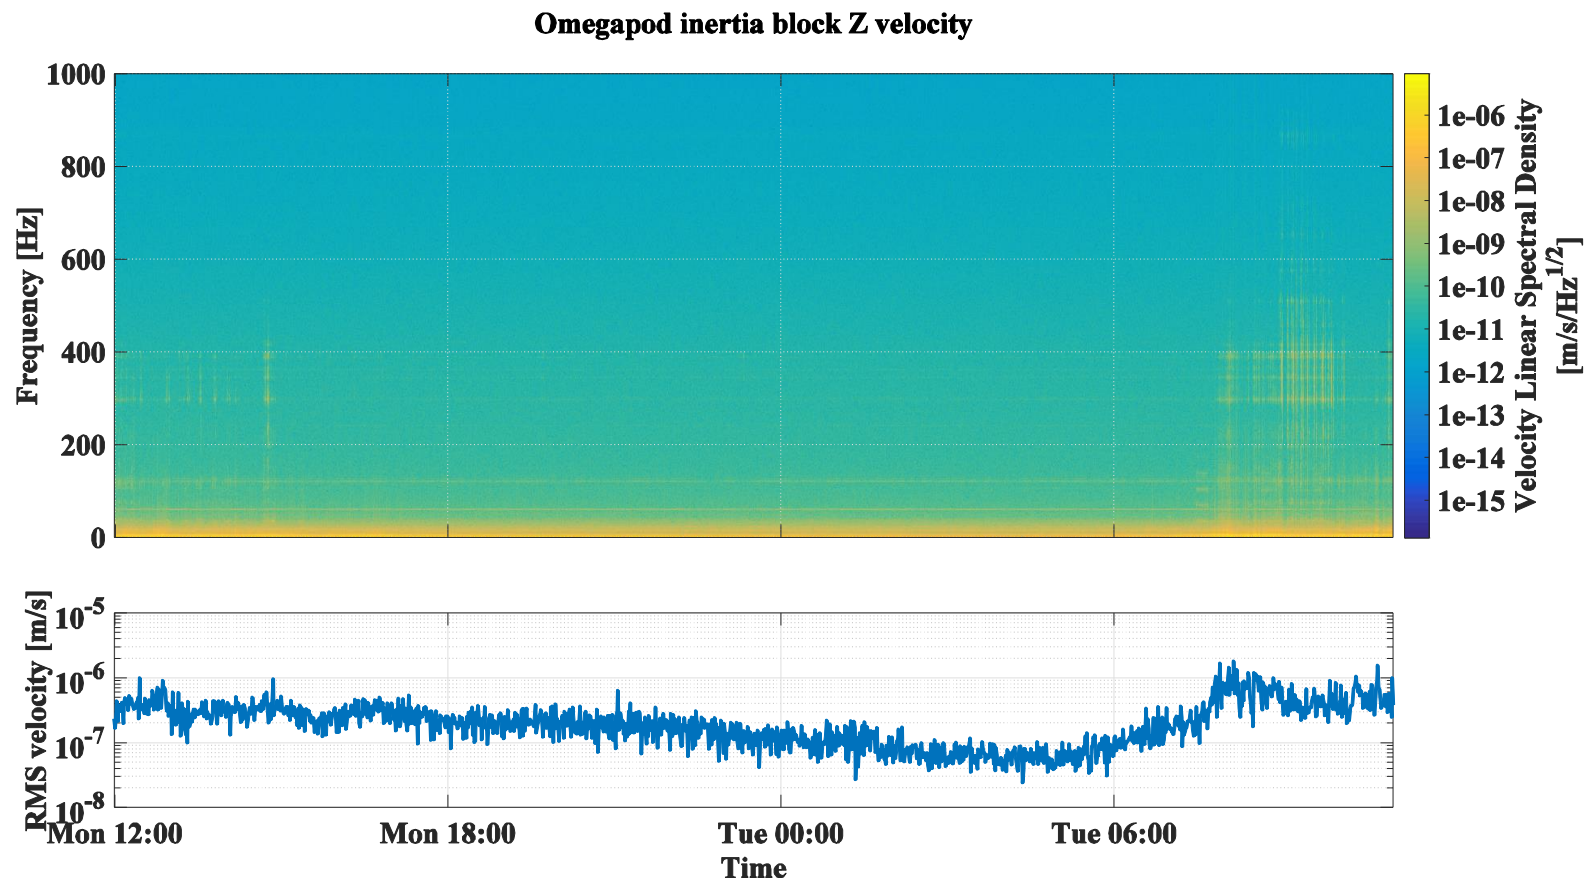 Omegapod inertia block Z velocity
1000
800
600
400
200
0
Frequency [Hz]
1e-06
1e-07
1e-08
1e-09
1e-10
1e-11
1e-12
1e-13
1e-14
1e-15
Velocity Linear Spectral Density
[m/s/Hz^1/2]
10^-5
10^-6
10^-7
10^-8
RMS velocity [m/s]
Mon 12:00 Mon 18:00 Tue 00:00 Tue 06:00
Time